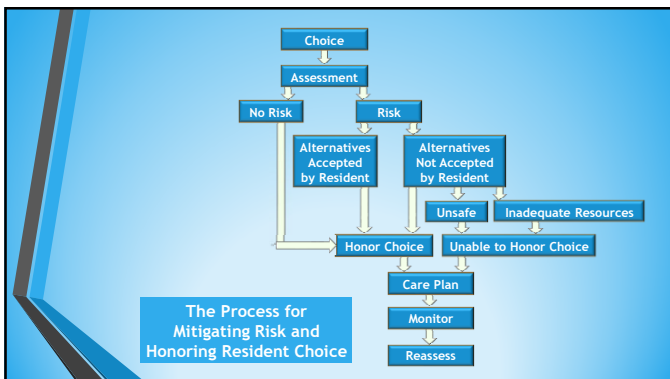 Choice
Assessment
No Risk
Risk
Alternatives
Accepted
by Resident
Alternatives
Not Accepted
by Resident
Unsafe
Inadequate Resources
Honor Choice
Unable to Honor Choice
Care Plan
Monitor
Reassess
The Process for
Mitigating Risk and
Honoring Resident Choice